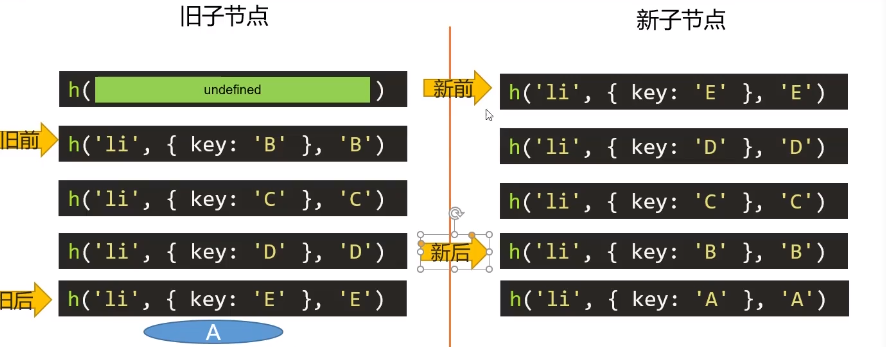 旧子节点
新子节点
h( undefined )
新前
h('li', { key: 'E' }, 'E')
旧前
h('li', { key: 'B' }, 'B')
h('li', { key: 'D' }, 'D')
h('li', { key: 'C' }, 'C')
h('li', { key: 'C' }, 'C')
h('li', { key: 'D' }, 'D')
新后
h('li', { key: 'B' }, 'B')
旧后
h('li', { key: 'E' }, 'E')
h('li', { key: 'A' }, 'A')
A